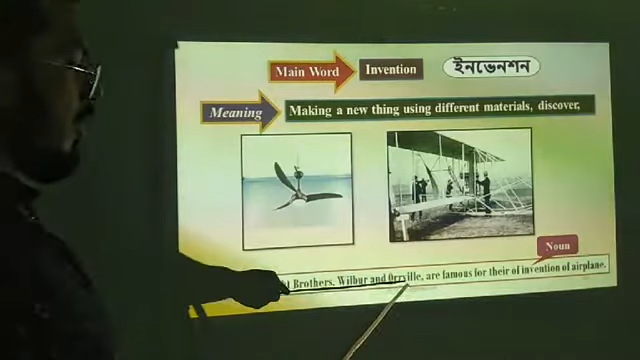 Main Word Invention ইনভেনশন
Meaning Making a new thing using different materials, discover,
Noun
Brothers, Wilbur and Orrville, are famous for their of invention of airplane.